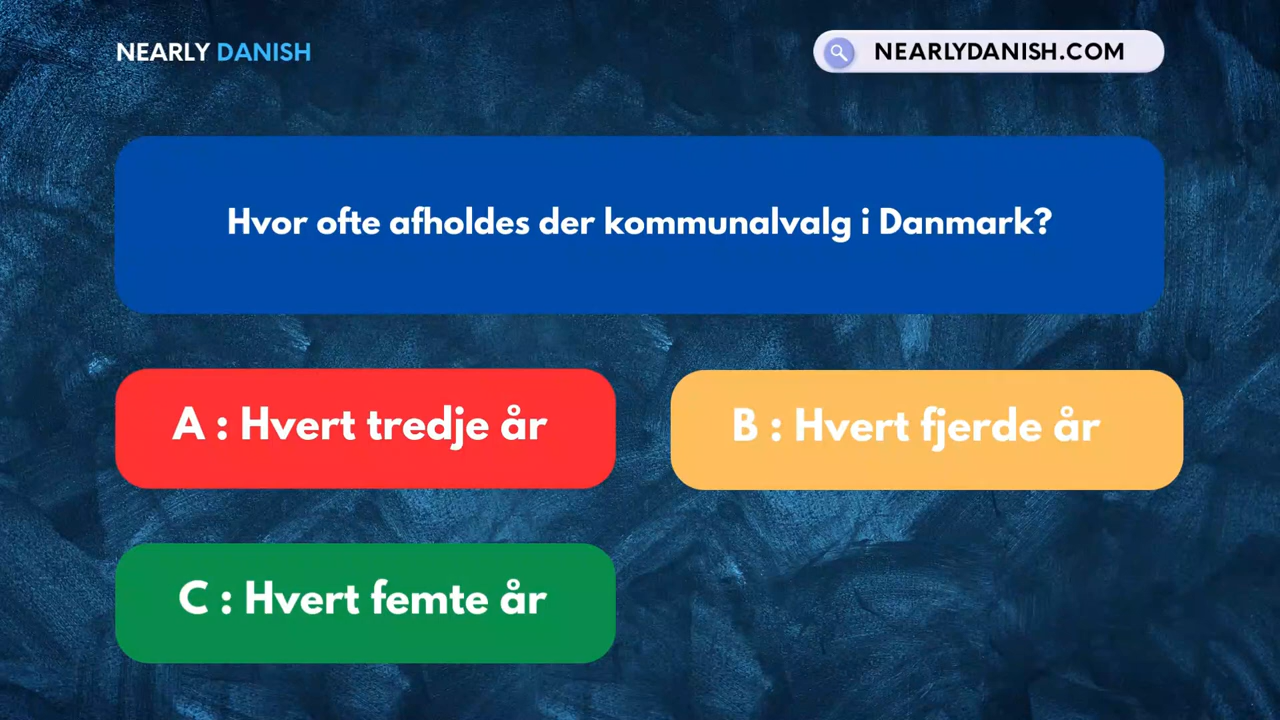 NEARLY DANISH
NEARLYDANISH.COM
Hvor ofte afholdes der kommunalvalg i Danmark?
A : Hvert tredje år
B : Hvert fjerde år
C : Hvert femte år